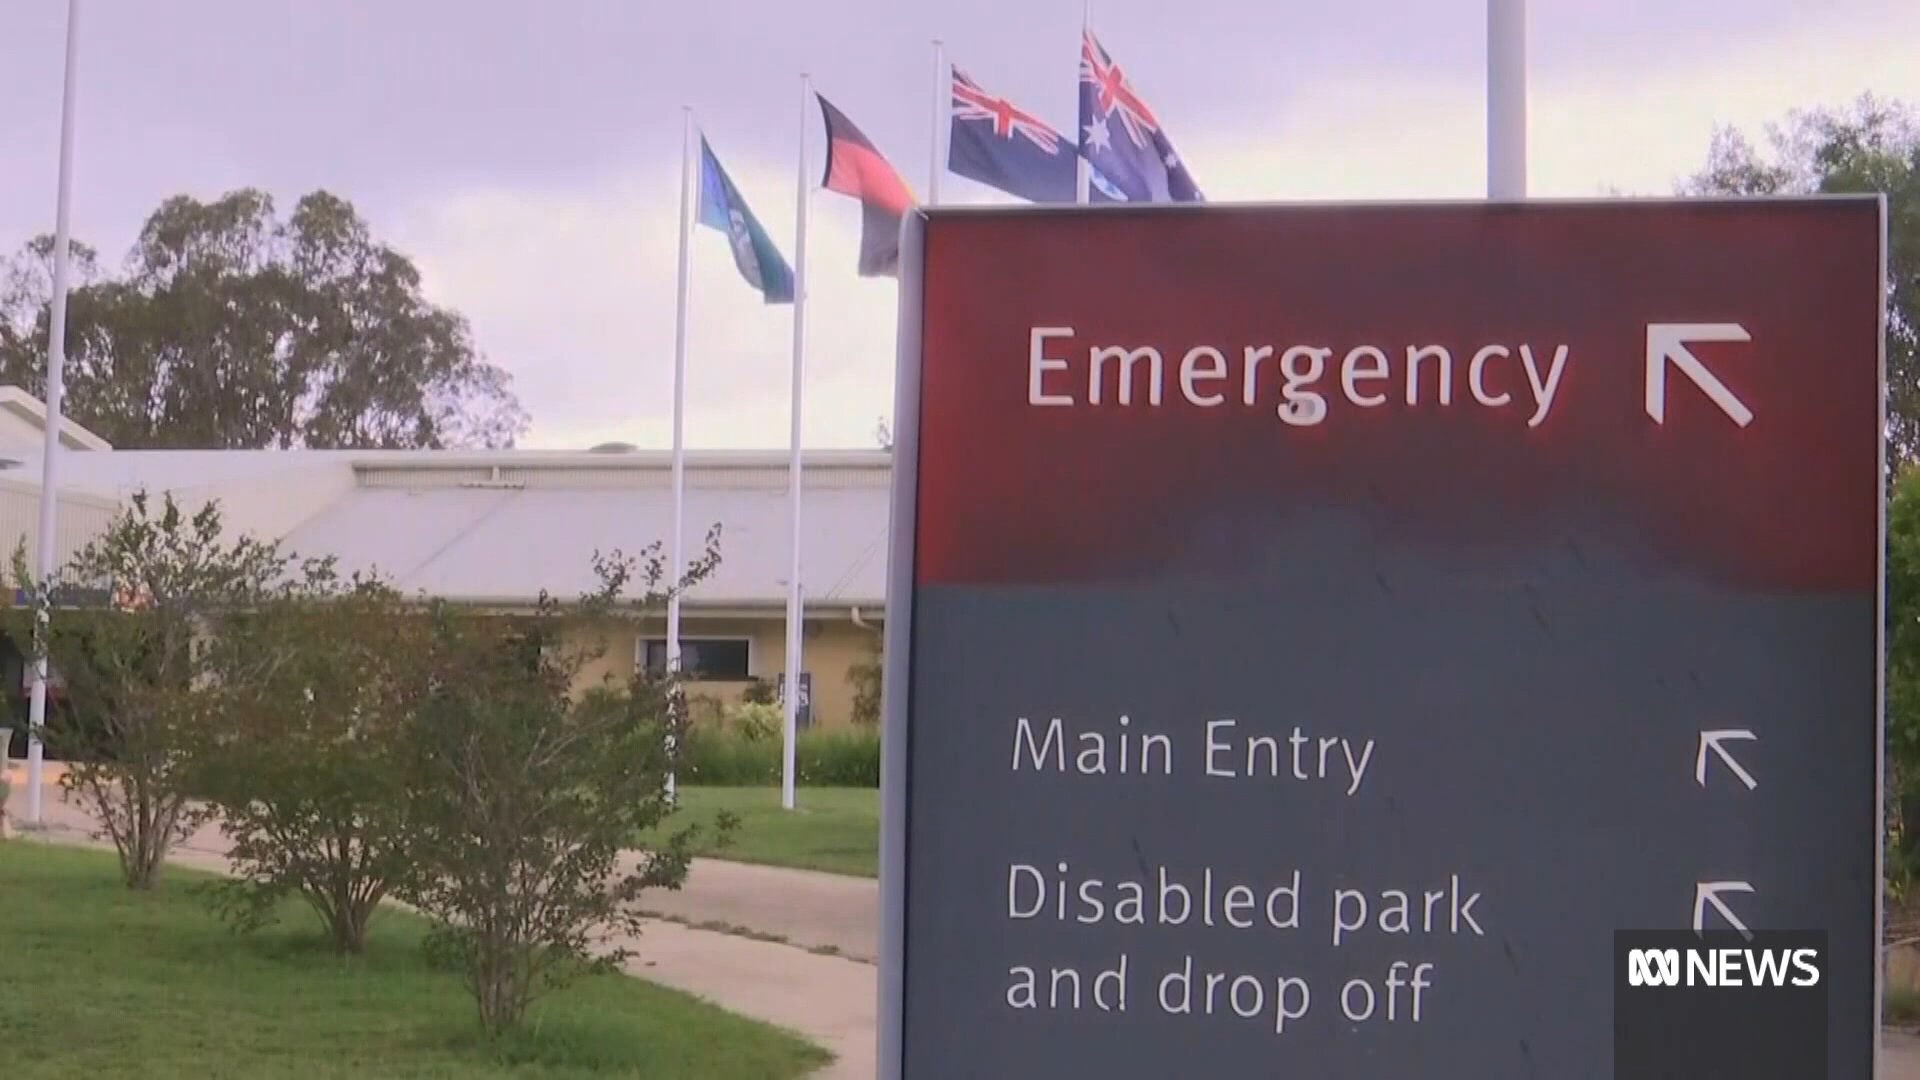 Emergency
Main Entry
Disabled park
and drop off
NEWS